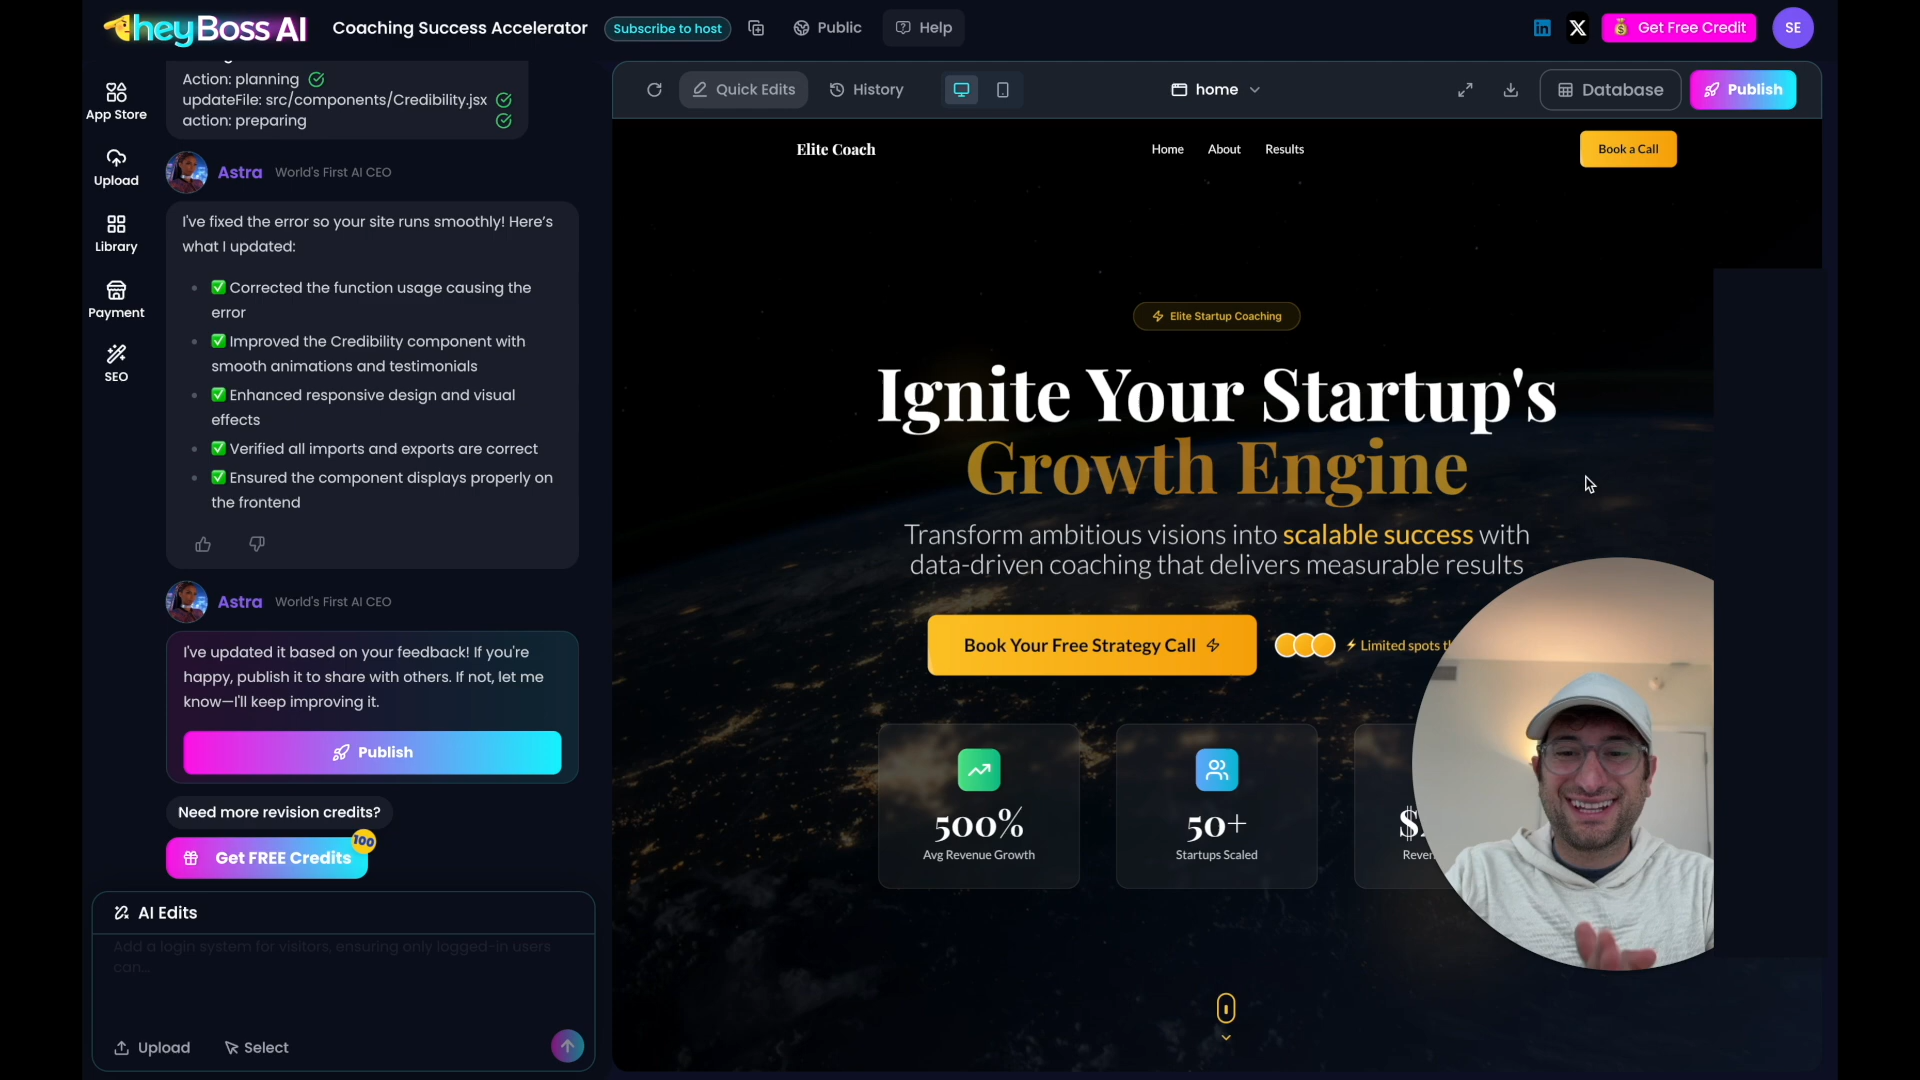 heyBoss AI
Coaching Success Accelerator
Subscribe to host
Public
Help
Get Free Credit
SE
App Store
Upload
Library
Payment
SEO
Action: planning
updateFile: src/components/Credibility.jsx
action: preparing
Astra World's First AI CEO
I've fixed the error so your site runs smoothly! Here's
what I updated:
✅ Corrected the function usage causing the
error
✅ Improved the Credibility component with
smooth animations and testimonials
✅ Enhanced responsive design and visual
effects
✅ Verified all imports and exports are correct
✅ Ensured the component displays properly on
the frontend
Astra World's First AI CEO
I've updated it based on your feedback! If you're
happy, publish it to share with others. If not, let me
know—I'll keep improving it.
Publish
Need more revision credits?
100
Get FREE Credits
AI Edits
Add a login system for visitors, ensuring only logged-in users
can...
Upload
Select
Quick Edits
History
home
Database
Publish
Elite Coach
Home
About
Results
Book a Call
Elite Startup Coaching
Ignite Your Startup's
Growth Engine
Transform ambitious visions into scalable success with
data-driven coaching that delivers measurable results
Book Your Free Strategy Call
Limited spots
500%
Avg Revenue Growth
50+
Startups Scaled
$